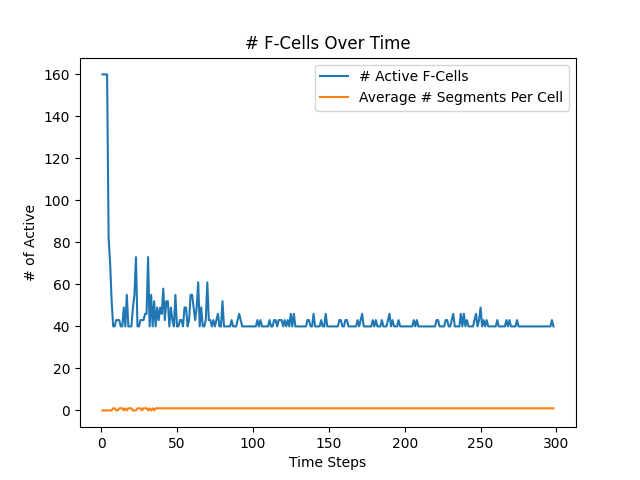 # F-Cells Over Time
# Active F-Cells
Average # Segments Per Cell
# of Active
160
140
120
100
80
60
40
20
0
0 50 100 150 200 250 300
Time Steps